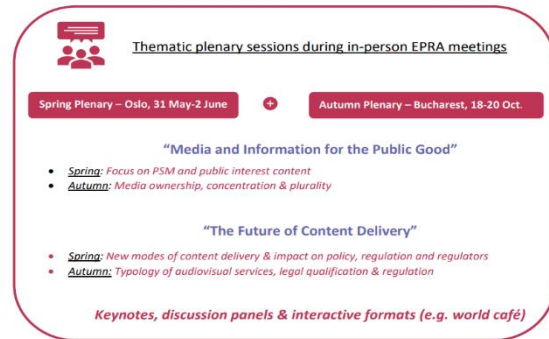 Thematic plenary sessions during in-person EPRA meetings
Spring Plenary – Oslo, 31 May-2 June + Autumn Plenary – Bucharest, 18-20 Oct.
“Media and Information for the Public Good”
• Spring: Focus on PSM and public interest content
• Autumn: Media ownership, concentration & plurality
“The Future of Content Delivery”
• Spring: New modes of content delivery & impact on policy, regulation and regulators
• Autumn: Typology of audiovisual services, legal qualification & regulation
Keynotes, discussion panels & interactive formats (e.g. world café)